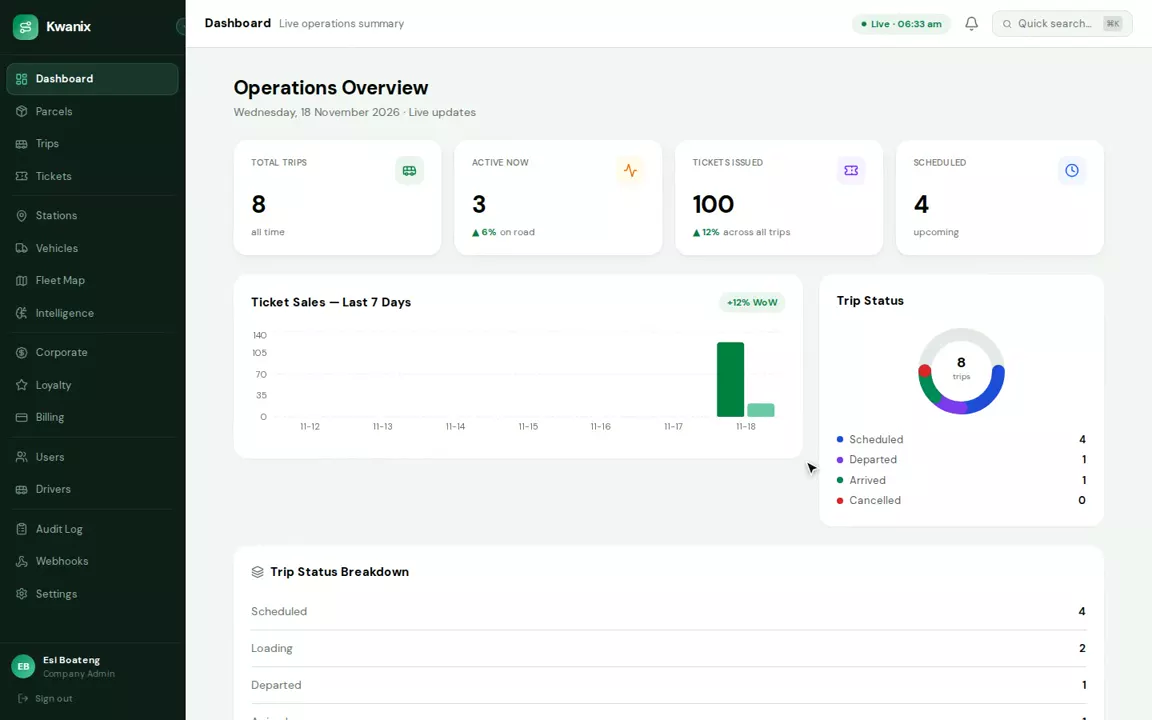 Kwanix
Dashboard
Parcels
Trips
Tickets
Stations
Vehicles
Fleet Map
Intelligence
Corporate
Loyalty
Billing
Users
Drivers
Audit Log
Webhooks
Settings
EB
Esi Boateng
Company Admin
Sign out
Dashboard Live operations summary
Live · 06:33 am
Quick search... ⌘K
Operations Overview
Wednesday, 18 November 2026 · Live updates
TOTAL TRIPS
8
all time
ACTIVE NOW
3
▲ 6% on road
TICKETS ISSUED
100
▲ 12% across all trips
SCHEDULED
4
upcoming
Ticket Sales — Last 7 Days
+12% WoW
140
105
70
35
0
11-12 11-13 11-14 11-15 11-16 11-17 11-18
Trip Status
8
trips
Scheduled 4
Departed 1
Arrived 1
Cancelled 0
Trip Status Breakdown
Scheduled 4
Loading 2
Departed 1